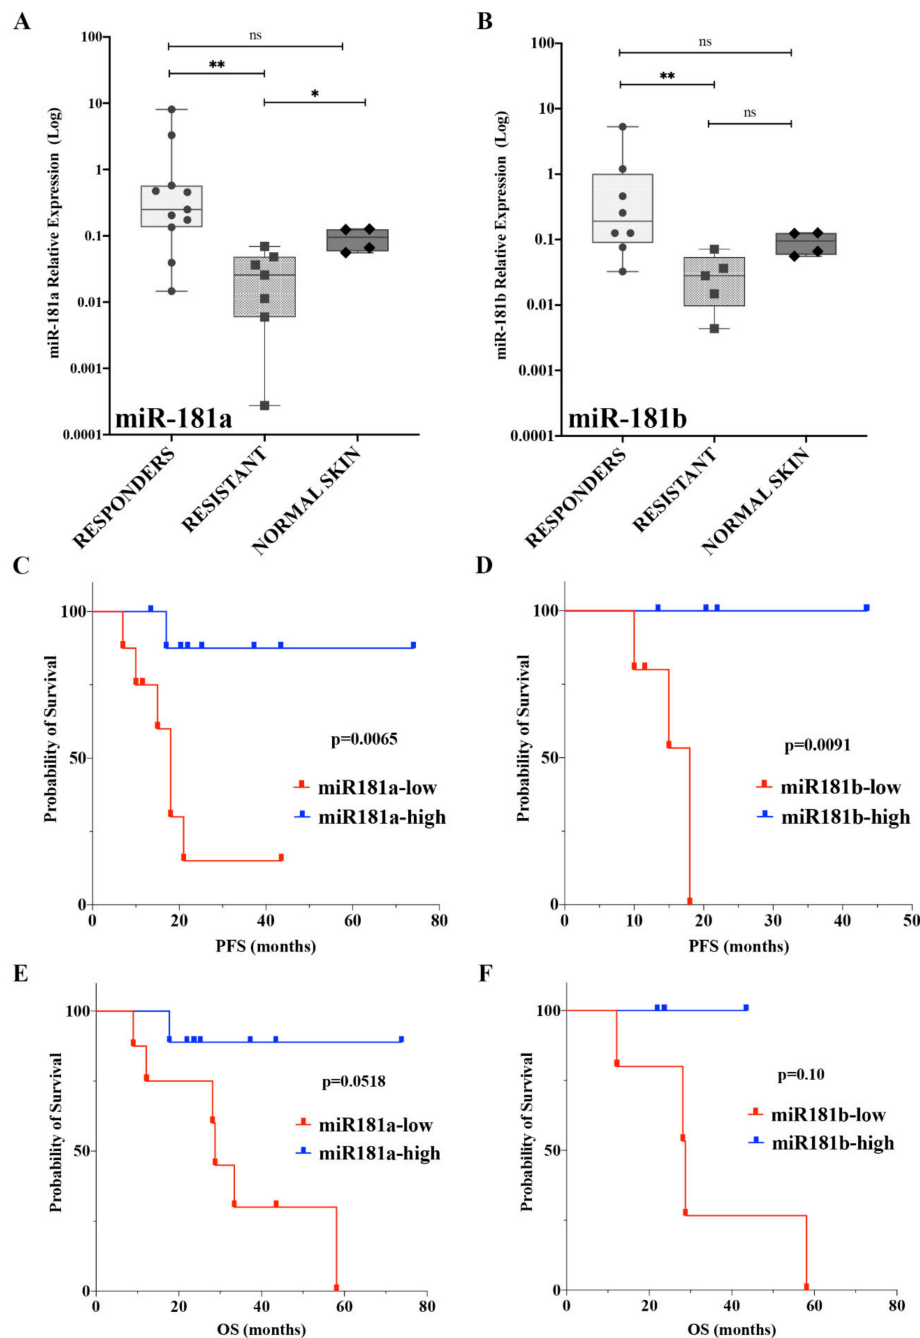 A
B
ns
**
*
miR-181a Relative Expression (Log)
100
10
1
0.1
0.01
0.001
0.0001
miR-181a
RESPONDERS
RESISTANT
NORMAL SKIN
ns
**
ns
miR-181b Relative Expression (Log)
100
10
1
0.1
0.01
0.001
0.0001
miR-181b
RESPONDERS
RESISTANT
NORMAL SKIN
C
D
Probability of Survival
100
50
0
p=0.0065
miR181a-low
miR181a-high
0 20 40 60 80
PFS (months)
Probability of Survival
100
50
0
p=0.0091
miR181b-low
miR181b-high
0 10 20 30 40 50
PFS (months)
E
F
Probability of Survival
100
50
0
p=0.0518
miR181a-low
miR181a-high
0 20 40 60 80
OS (months)
Probability of Survival
100
50
0
p=0.10
miR181b-low
miR181b-high
0 20 40 60 80
OS (months)